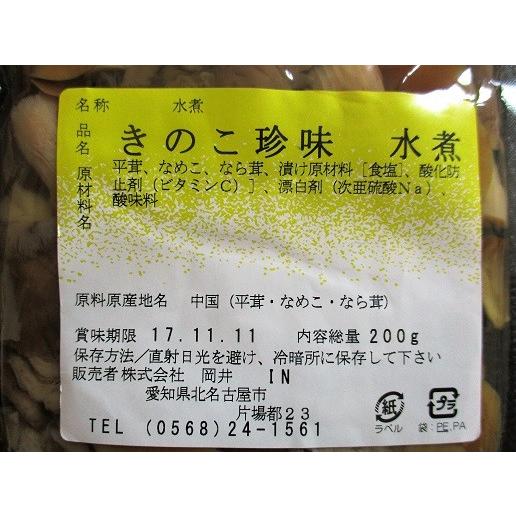 名称 水煮
品名 きのこ珍味 水煮
原材料名 平茸、なめこ、なら茸、漬け原材料［食塩］、酸化防
止剤（ビタミンC）］、漂白剤（次亜硫酸Na）、
酸味料
原料原産地名 中国（平茸・なめこ・なら茸）
賞味期限 17.11.11 内容総量 200g
保存方法／直射日光を避け、冷暗所に保存して下さい
販売者株式会社 岡井 IN
愛知県北名古屋市
片場都23
TEL (0568)24-1561
紙 プラ
ラベル 袋:PE,PA